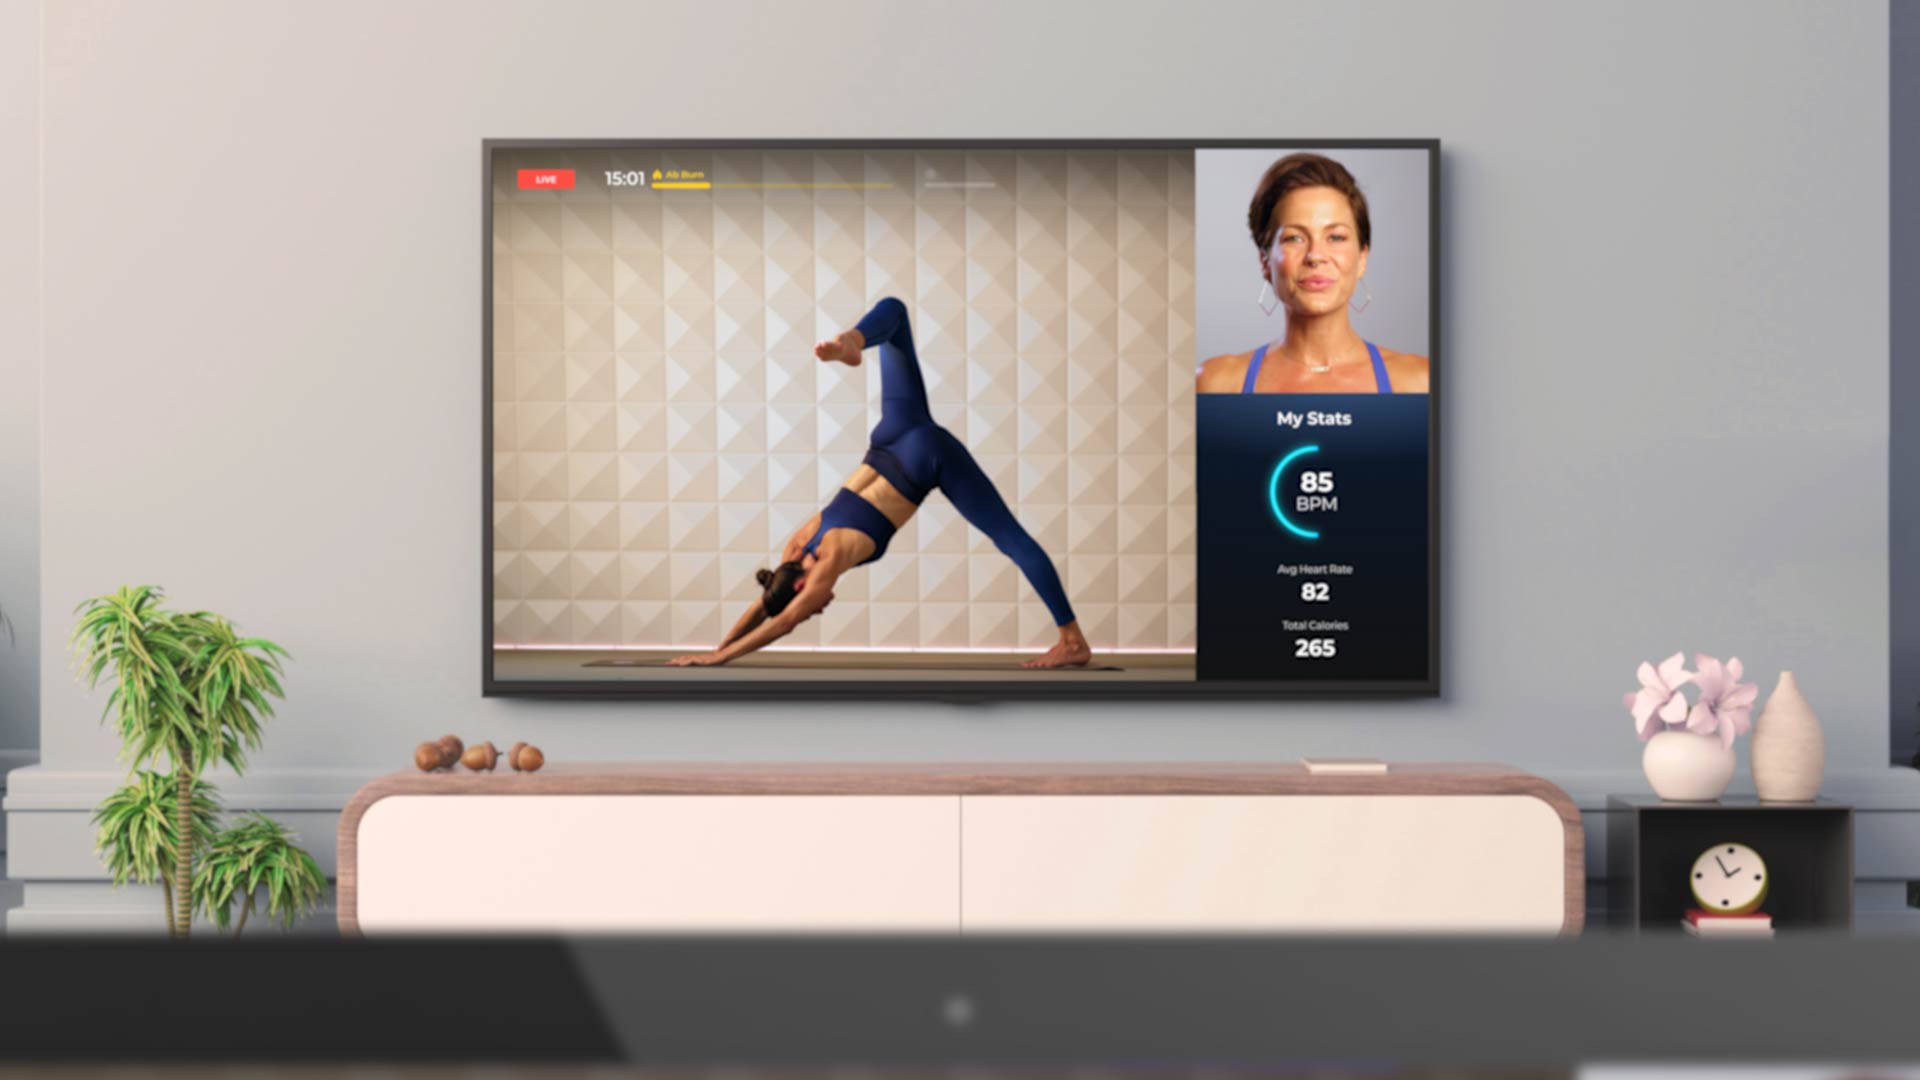 LIVE
15:01 Ab Burn
My Stats
85
BPM
Avg Heart Rate
82
Total Calories
265